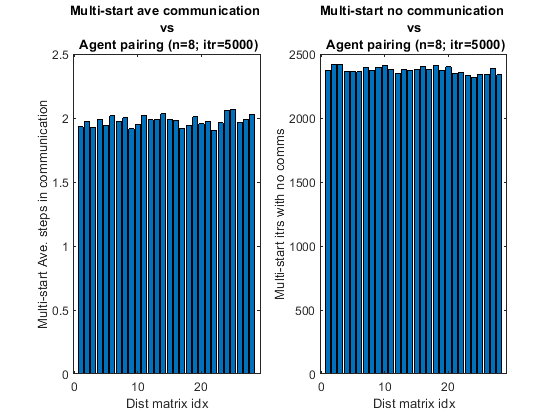 Multi-start ave communication
vs
Agent pairing (n=8; itr=5000)
2.5
2
1.5
1
0.5
0
0
10
20
Multi-start Ave. steps in communication
Dist matrix idx
Multi-start no communication
vs
Agent pairing (n=8; itr=5000)
2500
2000
1500
1000
500
0
0
10
20
Multi-start itrs with no comms
Dist matrix idx